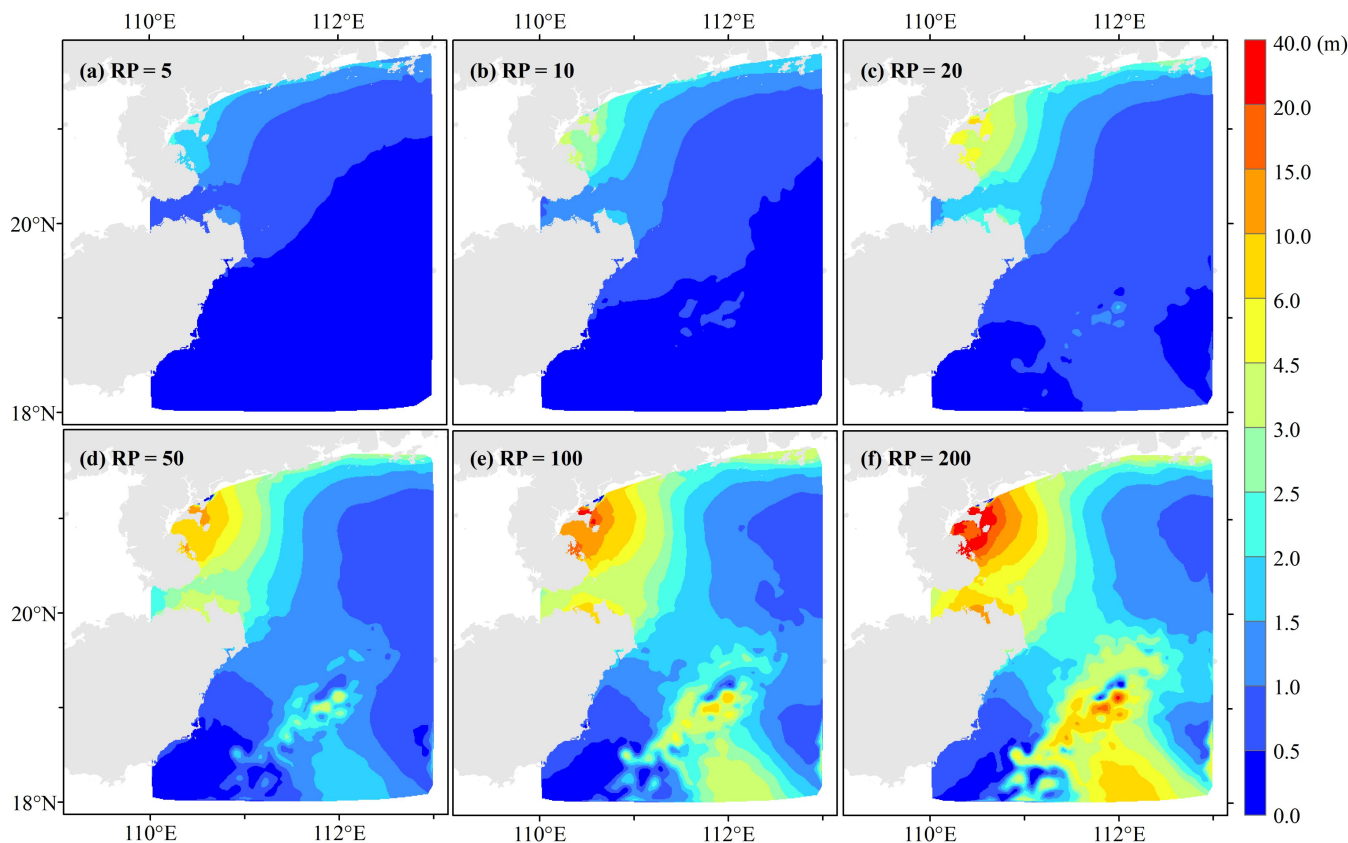 110°E 112°E 110°E 112°E 110°E 112°E
(a) RP = 5 (b) RP = 10 (c) RP = 20
20°N
18°N
(d) RP = 50 (e) RP = 100 (f) RP = 200
20°N
18°N
110°E 112°E 110°E 112°E 110°E 112°E
40.0 (m)
20.0
15.0
10.0
6.0
4.5
3.0
2.5
2.0
1.5
1.0
0.5
0.0